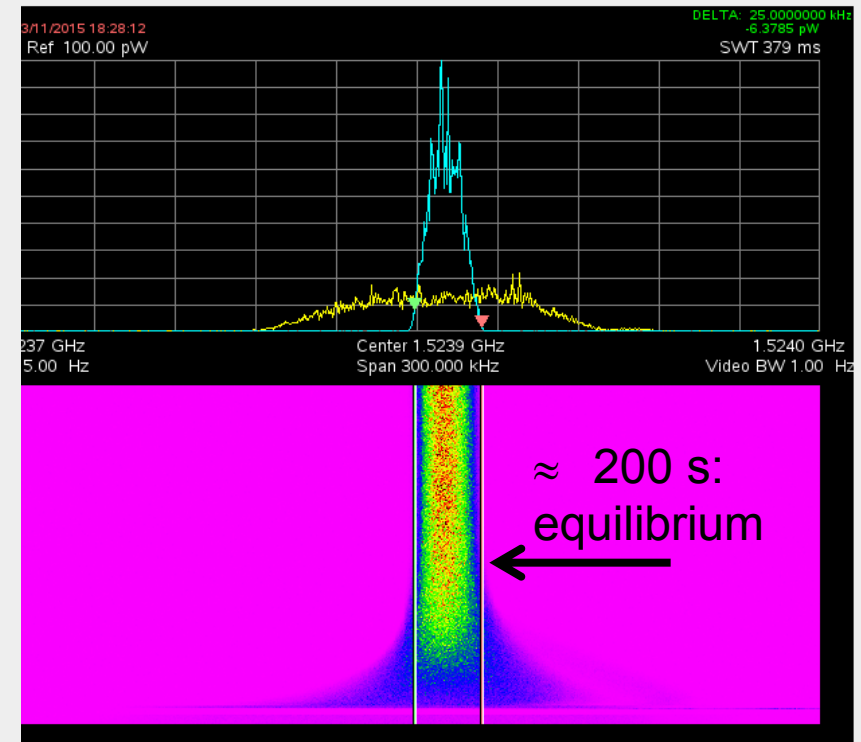 DELTA: 25.0000000 kHz
3/11/2015 18:28:12
-6.3785 pW
Ref 100.00 pW
SWT 379 ms
237 GHz
Center 1.5239 GHz
1.5240 GHz
5.00 Hz
Span 300.000 kHz
Video BW 1.00 Hz
≈ 200 s:
equilibrium